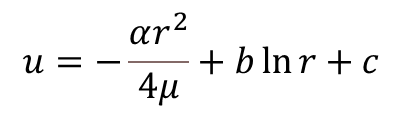 u = −αr²/4μ + b ln r + c